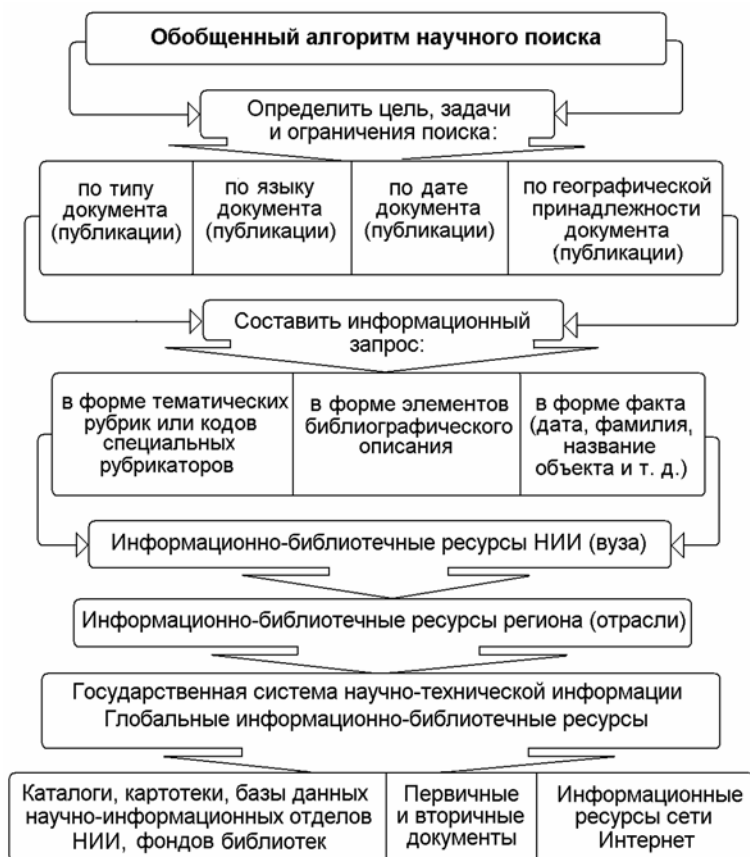 Обобщенный алгоритм научного поиска
Определить цель, задачи
и ограничения поиска:
по типу
документа
(публикации)
по языку
документа
(публикации)
по дате
документа
(публикации)
по географической
принадлежности
документа
(публикации)
Составить информационный
запрос:
в форме тематических
рубрик или кодов
специальных
рубрикаторов
в форме элементов
библиографического
описания
в форме факта
(дата, фамилия,
название
объекта и т. д.)
Информационно-библиотечные ресурсы НИИ (вуза)
Информационно-библиотечные ресурсы региона (отрасли)
Государственная система научно-технической информации
Глобальные информационно-библиотечные ресурсы
Каталоги, картотеки, базы данных
научно-информационных отделов
НИИ, фондов библиотек
Первичные
и вторичные
документы
Информационные
ресурсы сети
Интернет